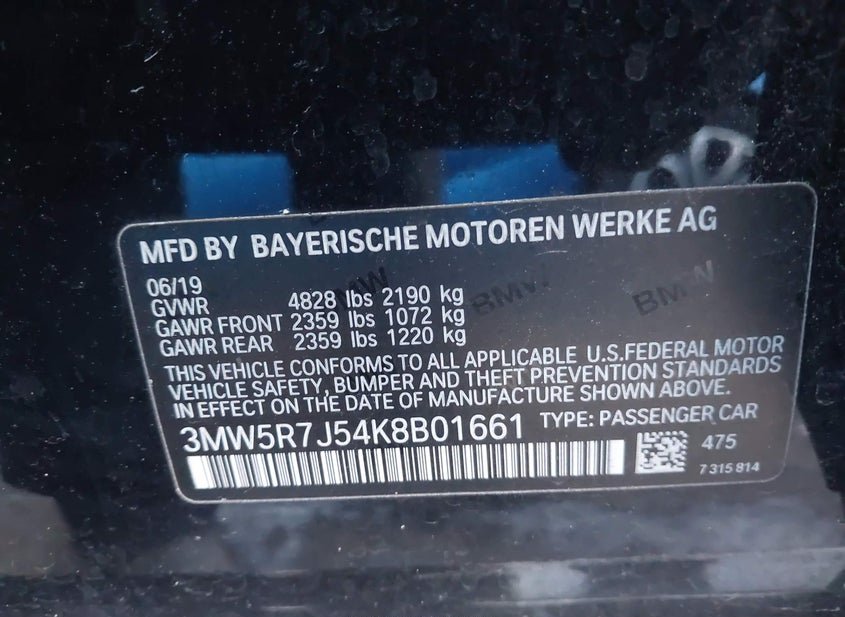 MFD BY BAYERISCHE MOTOREN WERKE AG
06/19
GVWR 4828 lbs 2190 kg
GAWR FRONT 2359 lbs 1072 kg
GAWR REAR 2359 lbs 1220 kg
THIS VEHICLE CONFORMS TO ALL APPLICABLE U.S.FEDERAL MOTOR
VEHICLE SAFETY, BUMPER AND THEFT PREVENTION STANDARDS
IN EFFECT ON THE DATE OF MANUFACTURE SHOWN ABOVE.
3MW5R7J54K8B01661 TYPE: PASSENGER CAR
475
7 315 814
BMW
BMW
BMW